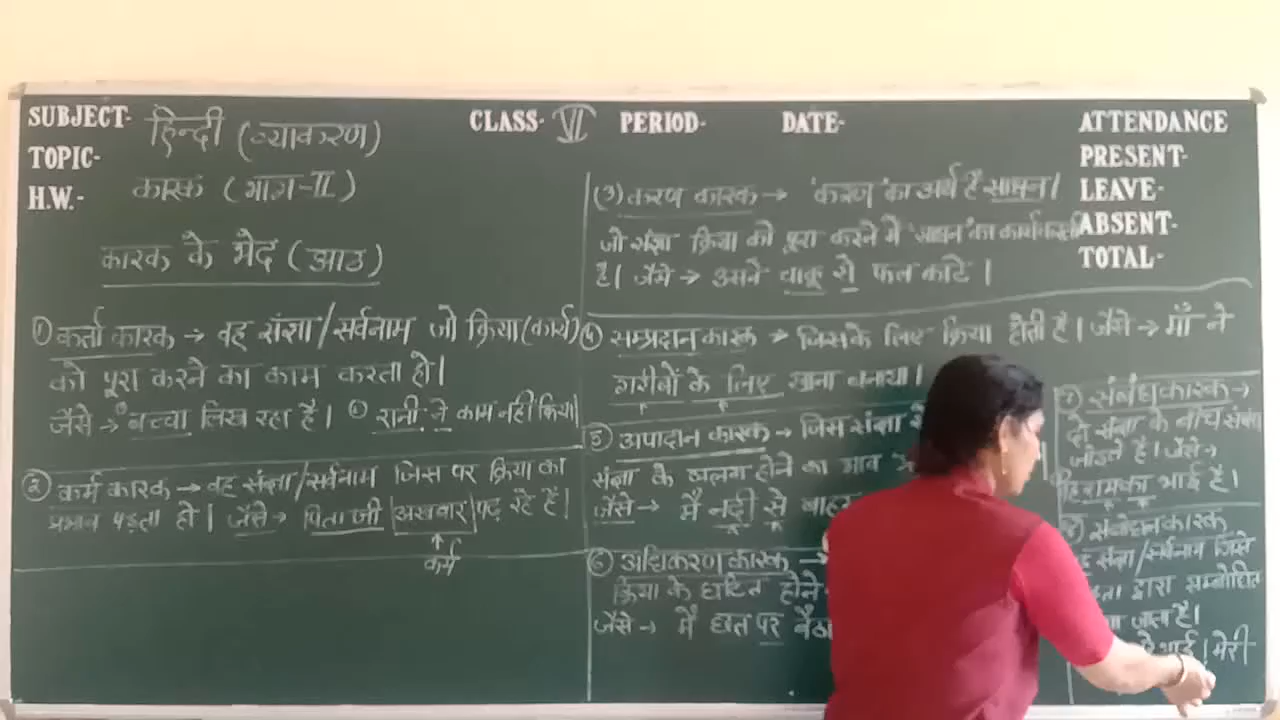 SUBJECT- हिन्दी (व्याकरण)
CLASS- VI
PERIOD-
DATE-
ATTENDANCE
TOPIC-
PRESENT-
H.W.- कारक (भाग-II)
LEAVE-
ABSENT-
TOTAL-
कारक के भेद (आठ)
① कर्ता कारक → वह संज्ञा/सर्वनाम जो क्रिया (कार्य)
को पूरा करने का काम करता हो।
जैसे → ① बच्चा लिख रहा है। ② रानी ने काम नहीं किया।
② कर्म कारक → वह संज्ञा/सर्वनाम जिस पर क्रिया का
प्रभाव पड़ता हो। जैसे → पिता जी अखबार पढ़ रहे हैं।
↑
कर्म
(3) करण कारक → 'करण' का अर्थ है साधन।
जो संज्ञा क्रिया को पूरा करने में 'साधन' का कार्य करती
है। जैसे → उसने चाकू से फल काटे।
④ सम्प्रदान कारक → जिसके लिए क्रिया होती है। जैसे → माँ ने
गरीबों के लिए खाना बनाया।
⑤ अपादान कारक → जिस संज्ञा से
संज्ञा के अलग होने का भाव
जैसे → मैं नदी से बाहर
⑥ अधिकरण कारक →
क्रिया के घटित होने
जैसे → मैं छत पर बैठा
⑦ संबंध कारक →
दो संज्ञा के बीच संबंध
जोड़ते है। जैसे →
राम का भाई है।
⑧ संबोधन कारक
संज्ञा/सर्वनाम जिसे
द्वारा सम्बोधित
जाता है।
भाई! मेरी